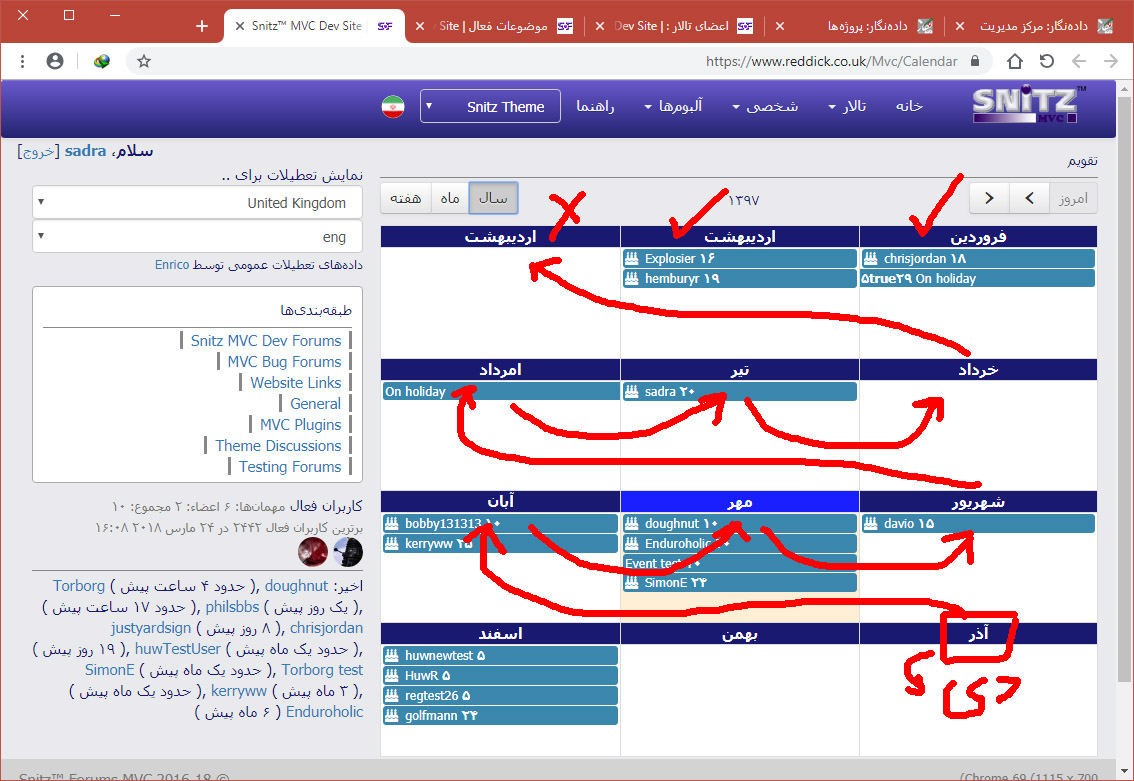 داده‌نگار: مرکز مدیریت
داده‌نگار: پروژه‌ها
اعضای تالار : | Dev Site
موضوعات فعال | Site
Snitz™ MVC Dev Site
https://www.reddick.co.uk/Mvc/Calendar
SNITZ™
MVC
خانه
تالار
شخصی
آلبوم‌ها
راهنما
Snitz Theme
سلام، sadra [خروج]
تقویم
امروز
۱۳۹۷
سال
ماه
هفته
فروردین
chrisjordan ۱۸
۵true۲۹ On holiday
اردیبهشت
Explosier ۱۶
hemburyr ۱۹
اردیبهشت
خرداد
تیر
sadra ۲۰
امرداد
On holiday
شهریور
davio ۱۵
مهر
doughnut ۱۰
Enduroholic
Event test
SimonE ۲۴
آبان
bobby131313 ۱۰
kerryww ۲۵
آذر
دی
بهمن
اسفند
huwnewtest ۵
HuwR ۵
regtest26 ۵
golfmann ۲۴
نمایش تعطیلات برای ..
United Kingdom
eng
داده‌های تعطیلات عمومی توسط Enrico
طبقه‌بندی‌ها
Snitz MVC Dev Forums
MVC Bug Forums
Website Links
General
MVC Plugins
Theme Discussions
Testing Forums
کاربران فعال مهمان‌ها: ۶ اعضاء: ۲ مجموع: ۱۰
برترین کاربران فعال ۲۴۴۲ در ۲۴ مارس ۲۰۱۸ ۱۶:۰۸
اخیر: doughnut ( حدود ۴ ساعت پیش ), Torborg
( حدود ۱۷ ساعت پیش ), philsbbs ( یک روز پیش ),
chrisjordan ( ۸ روز پیش ), justyardsign
( ۱۹ روز پیش ), huwTestUser ( حدود یک ماه پیش ),
Torborg test ( حدود یک ماه پیش ), SimonE
( حدود یک ماه پیش ), kerryww ( ۳ ماه پیش ),
Enduroholic ( ۶ ماه پیش )
Snitz™ Forums MVC 2016-18 ©
(Chrome 69 (1115 x 700